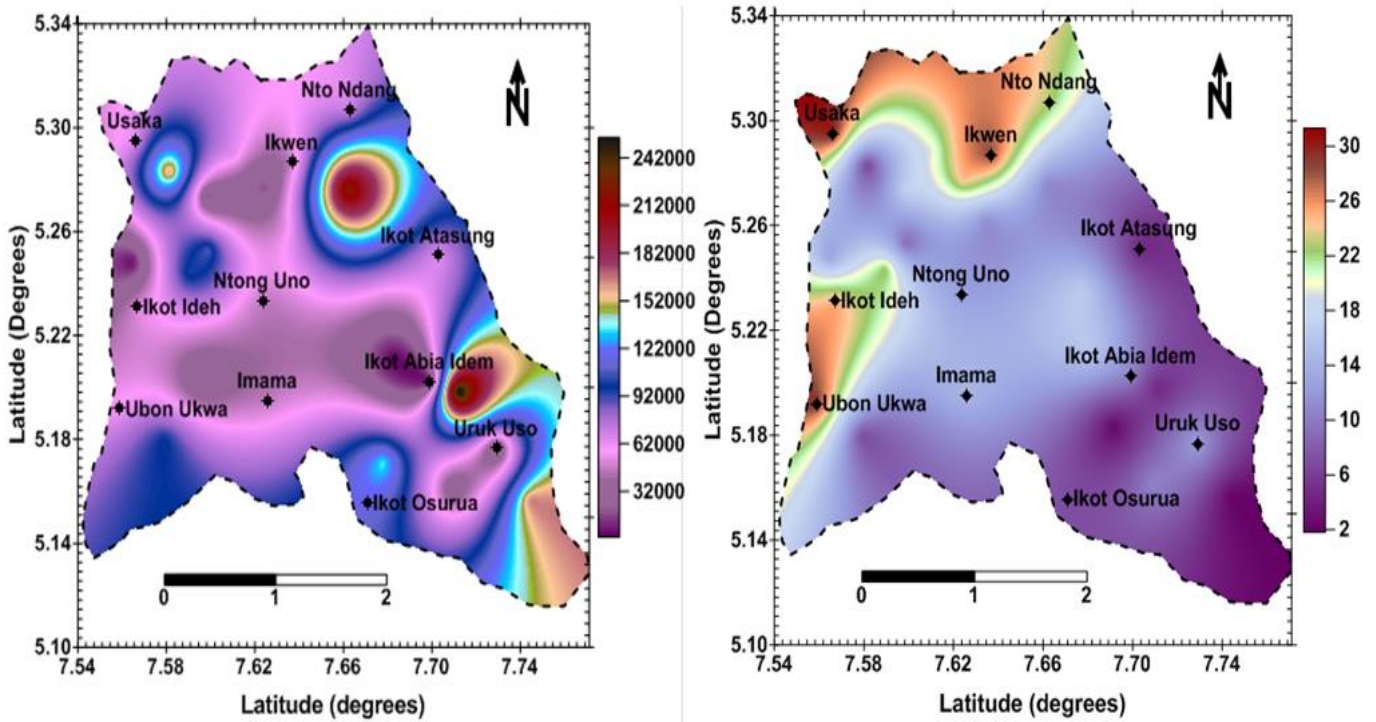 5.34
5.30
5.26
5.22
5.18
5.14
5.10
Latitude (Degrees)
7.54
7.58
7.62
7.66
7.70
7.74
Latitude (degrees)
N
Nto Ndang
Usaka
Ikwen
Ikot Atasung
Ntong Uno
Ikot Ideh
Ikot Abia Idem
Imama
Ubon Ukwa
Uruk Uso
Ikot Osurua
0
1
2
242000
212000
182000
152000
122000
92000
62000
32000
5.34
5.30
5.26
5.22
5.18
5.14
5.10
Latitude (Degrees)
7.54
7.58
7.62
7.66
7.70
7.74
Latitude (degrees)
N
Nto Ndang
Usaka
Ikwen
Ikot Atasung
Ntong Uno
Ikot Ideh
Ikot Abia Idem
Imama
Ubon Ukwa
Uruk Uso
Ikot Osurua
0
1
2
30
26
22
20
18
14
10
6
2